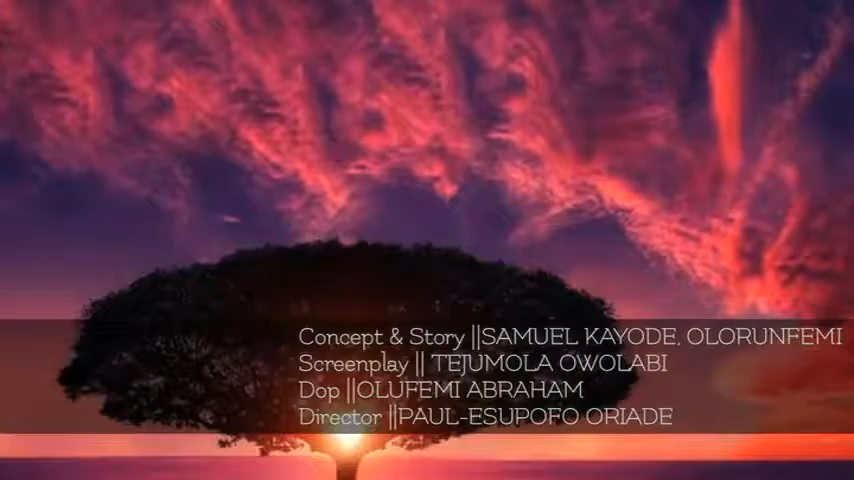 Concept & Story ||SAMUEL KAYODE, OLORUNFEMI
Screenplay || TEJUMOLA OWOLABI
Dop ||OLUFEMI ABRAHAM
Director ||PAUL-ESUPOFO ORIADE